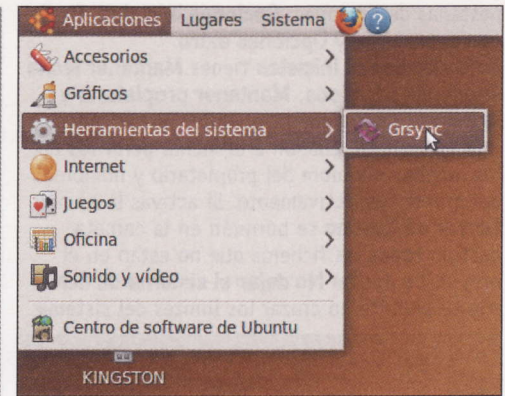 Aplicaciones Lugares Sistema
Accesorios
Gráficos
Herramientas del sistema
Grsync
Internet
Juegos
Oficina
Sonido y vídeo
Centro de software de Ubuntu
KINGSTON